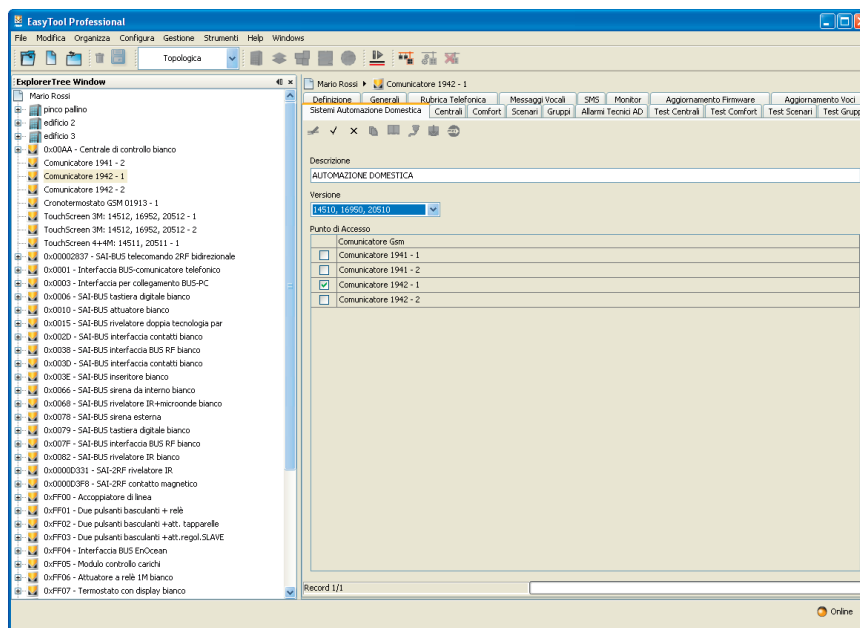 EasyTool Professional
File Modifica Organizza Configura Gestione Strumenti Help Windows
Topologica
ExplorerTree Window
Mario Rossi
pinco pallino
edificio 2
edificio 3
0x00AA - Centrale di controllo bianco
Comunicatore 1941 - 2
Comunicatore 1942 - 1
Comunicatore 1942 - 2
Cronotermostato GSM 01913 - 1
TouchScreen 3M: 14512, 16952, 20512 - 1
TouchScreen 3M: 14512, 16952, 20512 - 2
TouchScreen 4+4M: 14511, 20511 - 1
0x00002837 - SAI-BUS telecomando 2RF bidirezionale
0x0001 - Interfaccia BUS-comunicatore telefonico
0x0003 - Interfaccia per collegamento BUS-PC
0x0006 - SAI-BUS tastiera digitale bianco
0x0010 - SAI-BUS attuatore bianco
0x0015 - SAI-BUS rivelatore doppia tecnologia par
0x002D - SAI-BUS interfaccia contatti bianco
0x0038 - SAI-BUS interfaccia BUS RF bianco
0x003D - SAI-BUS interfaccia contatti bianco
0x003E - SAI-BUS inseritore bianco
0x0066 - SAI-BUS sirena da interno bianco
0x0068 - SAI-BUS rivelatore IR+microonde bianco
0x0078 - SAI-BUS sirena esterna
0x0079 - SAI-BUS tastiera digitale bianco
0x007F - SAI-BUS interfaccia BUS RF bianco
0x0082 - SAI-BUS rivelatore IR bianco
0x0000D331 - SAI-2RF rivelatore IR
0x0000D3F8 - SAI-2RF contatto magnetico
0xFF00 - Accoppiatore di linea
0xFF01 - Due pulsanti basculanti + relè
0xFF02 - Due pulsanti basculanti +att. tapparelle
0xFF03 - Due pulsanti basculanti +att.regol.SLAVE
0xFF04 - Interfaccia BUS EnOcean
0xFF05 - Modulo controllo carichi
0xFF06 - Attuatore a relè 1M bianco
0xFF07 - Termostato con display bianco
Mario Rossi Comunicatore 1942 - 1
Definizione Generali Rubrica Telefonica Messaggi Vocali SMS Monitor Aggiornamento Firmware Aggiornamento Voci
Sistemi Automazione Domestica Centrali Comfort Scenari Gruppi Allarmi Tecnici AD Test Centrali Test Comfort Test Scenari Test Grupp
Descrizione
AUTOMAZIONE DOMESTICA
Versione
14510, 16950, 20510
Punto di Accesso
Comunicatore Gsm
Comunicatore 1941 - 1
Comunicatore 1941 - 2
Comunicatore 1942 - 1
Comunicatore 1942 - 2
Record 1/1
Online